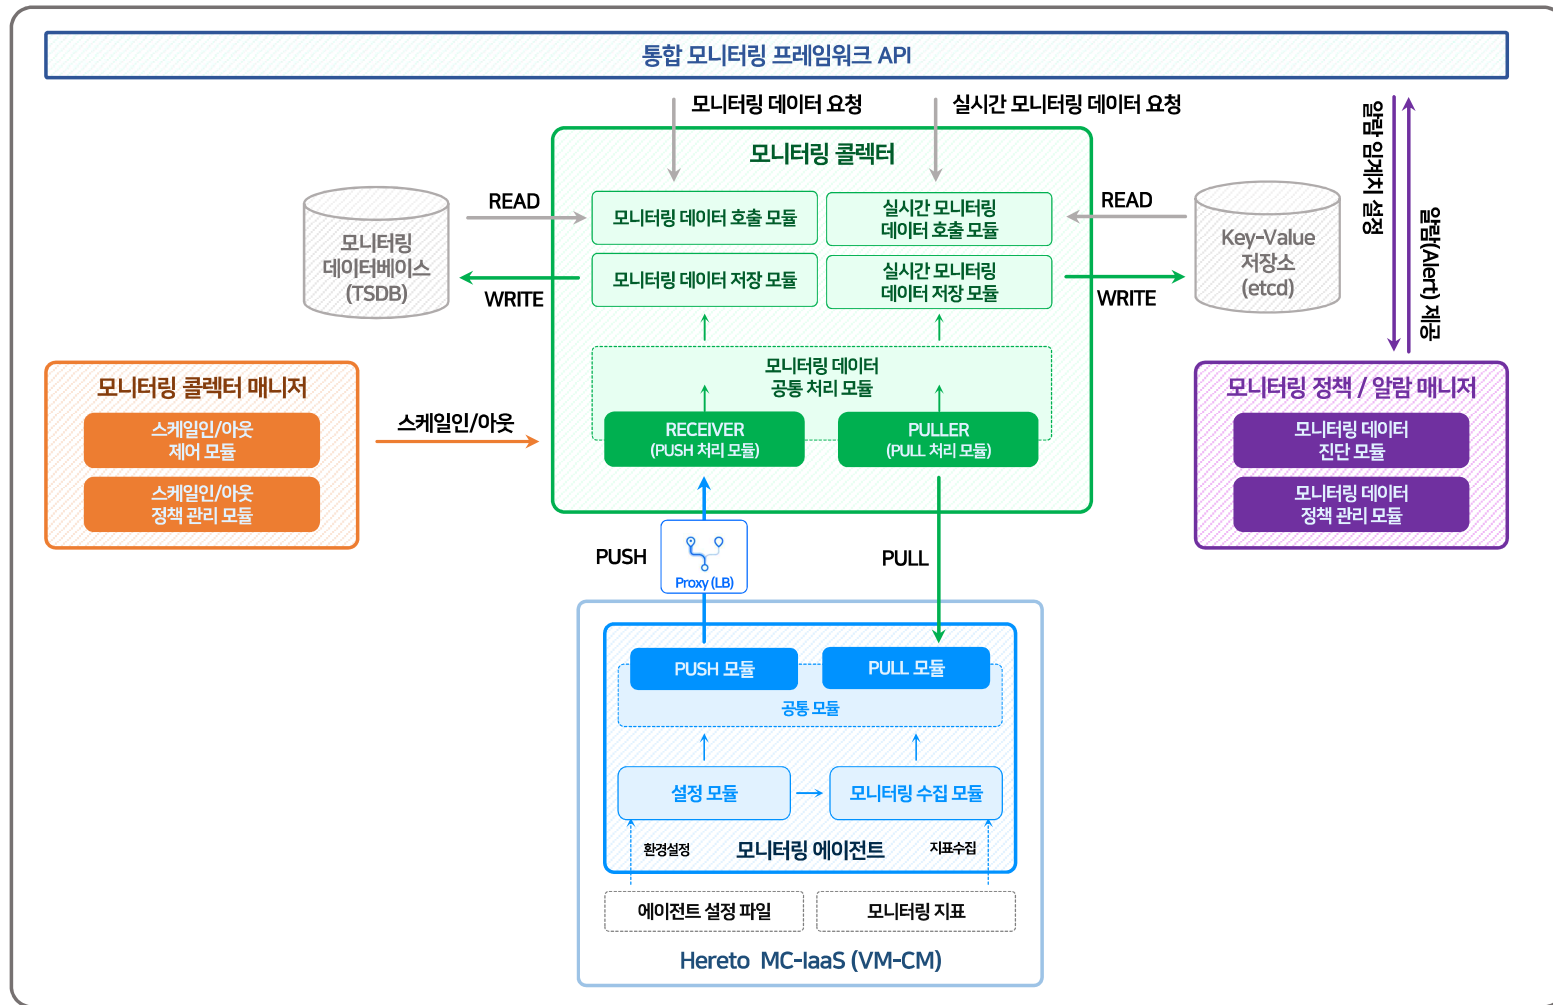 통합 모니터링 프레임워크 API
모니터링 데이터 요청
실시간 모니터링 데이터 요청
알람 임계치 설정
알람(Alert) 제공
모니터링 콜렉터
READ
모니터링 데이터 호출 모듈
실시간 모니터링
데이터 호출 모듈
READ
모니터링
데이터베이스
(TSDB)
Key-Value
저장소
(etcd)
WRITE
모니터링 데이터 저장 모듈
실시간 모니터링
데이터 저장 모듈
WRITE
모니터링 데이터
공통 처리 모듈
모니터링 콜렉터 매니저
스케일인/아웃
제어 모듈
스케일인/아웃
정책 관리 모듈
스케일인/아웃
RECEIVER
(PUSH 처리 모듈)
PULLER
(PULL 처리 모듈)
모니터링 정책 / 알람 매니저
모니터링 데이터
진단 모듈
모니터링 데이터
정책 관리 모듈
PUSH
Proxy (LB)
PULL
PUSH 모듈
PULL 모듈
공통 모듈
설정 모듈
모니터링 수집 모듈
환경설정
모니터링 에이전트
지표수집
에이전트 설정 파일
모니터링 지표
Hereto MC-IaaS (VM-CM)